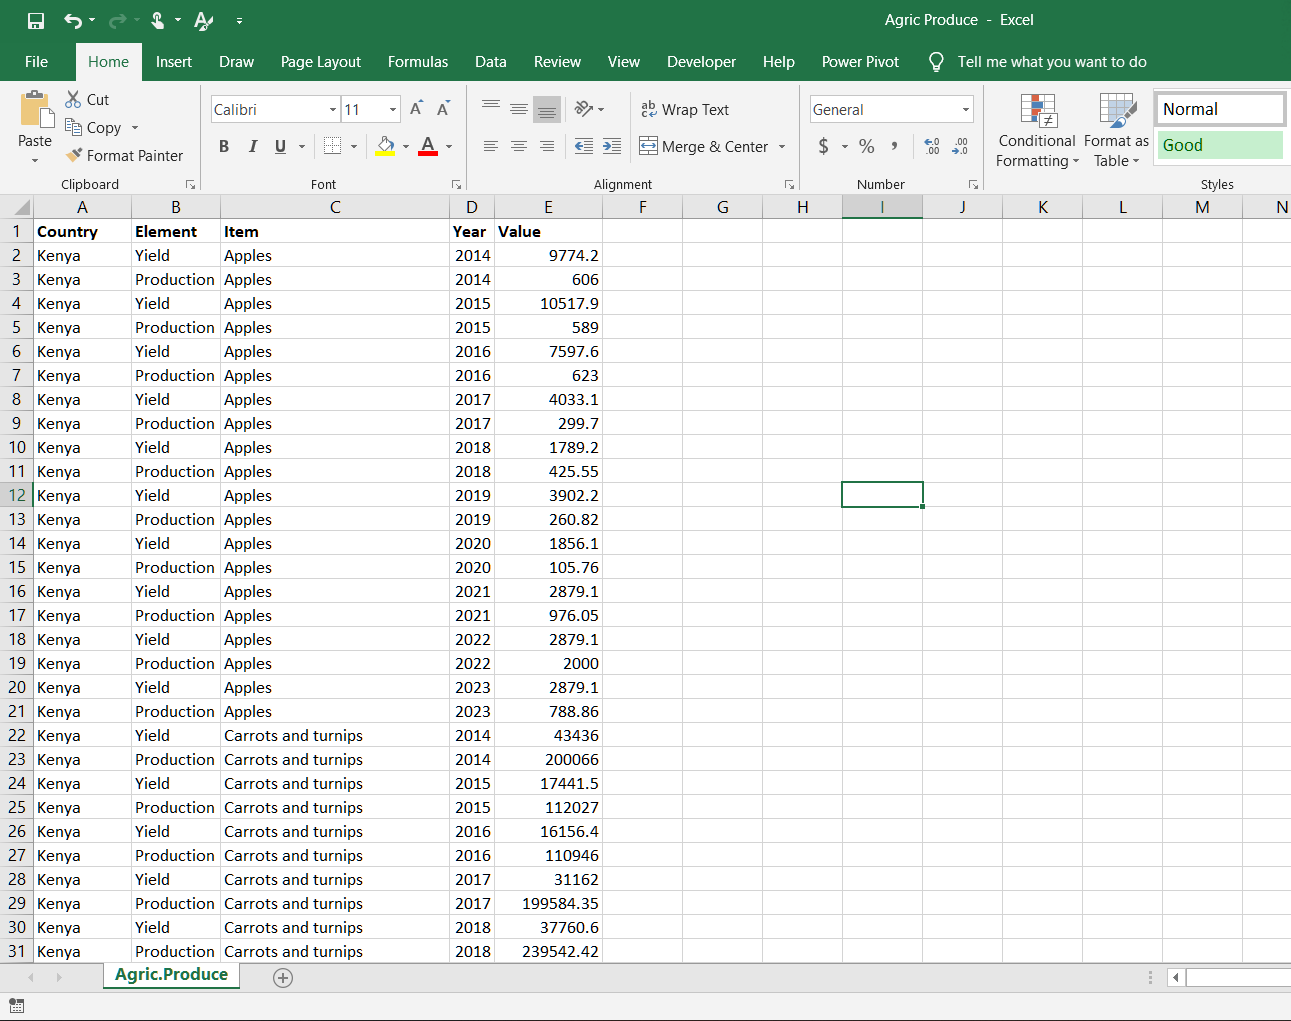 Agric Produce - Excel
File Home Insert Draw Page Layout Formulas Data Review View Developer Help Power Pivot Tell me what you want to do
Paste
Cut
Copy
Format Painter
Clipboard
Calibri 11
B I U
Font
ab Wrap Text
Merge & Center
Alignment
General
$ % ,
Number
Conditional Formatting
Format as Table
Normal
Good
Styles
A B C D E F G H I J K L M N
1 Country Element Item Year Value
2 Kenya Yield Apples 2014 9774.2
3 Kenya Production Apples 2014 606
4 Kenya Yield Apples 2015 10517.9
5 Kenya Production Apples 2015 589
6 Kenya Yield Apples 2016 7597.6
7 Kenya Production Apples 2016 623
8 Kenya Yield Apples 2017 4033.1
9 Kenya Production Apples 2017 299.7
10 Kenya Yield Apples 2018 1789.2
11 Kenya Production Apples 2018 425.55
12 Kenya Yield Apples 2019 3902.2
13 Kenya Production Apples 2019 260.82
14 Kenya Yield Apples 2020 1856.1
15 Kenya Production Apples 2020 105.76
16 Kenya Yield Apples 2021 2879.1
17 Kenya Production Apples 2021 976.05
18 Kenya Yield Apples 2022 2879.1
19 Kenya Production Apples 2022 2000
20 Kenya Yield Apples 2023 2879.1
21 Kenya Production Apples 2023 788.86
22 Kenya Yield Carrots and turnips 2014 43436
23 Kenya Production Carrots and turnips 2014 200066
24 Kenya Yield Carrots and turnips 2015 17441.5
25 Kenya Production Carrots and turnips 2015 112027
26 Kenya Yield Carrots and turnips 2016 16156.4
27 Kenya Production Carrots and turnips 2016 110946
28 Kenya Yield Carrots and turnips 2017 31162
29 Kenya Production Carrots and turnips 2017 199584.35
30 Kenya Yield Carrots and turnips 2018 37760.6
31 Kenya Production Carrots and turnips 2018 239542.42
Agric.Produce